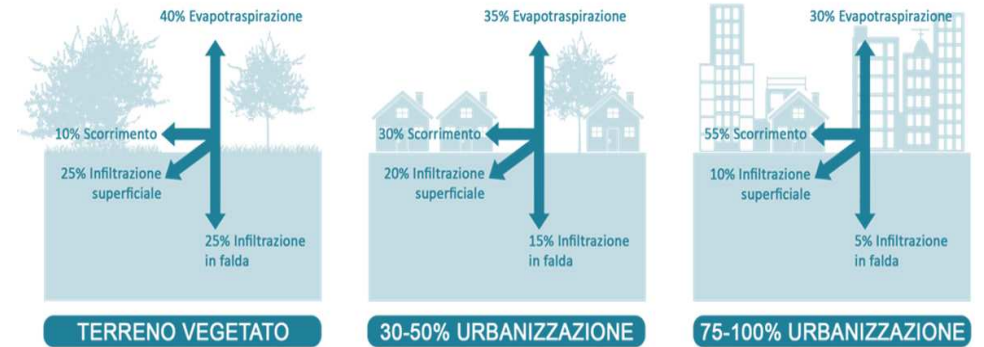 40% Evapotraspirazione
10% Scorrimento
25% Infiltrazione
superficiale
25% Infiltrazione
in falda
TERRENO VEGETATO
35% Evapotraspirazione
30% Scorrimento
20% Infiltrazione
superficiale
15% Infiltrazione
in falda
30-50% URBANIZZAZIONE
30% Evapotraspirazione
55% Scorrimento
10% Infiltrazione
superficiale
5% Infiltrazione
in falda
75-100% URBANIZZAZIONE